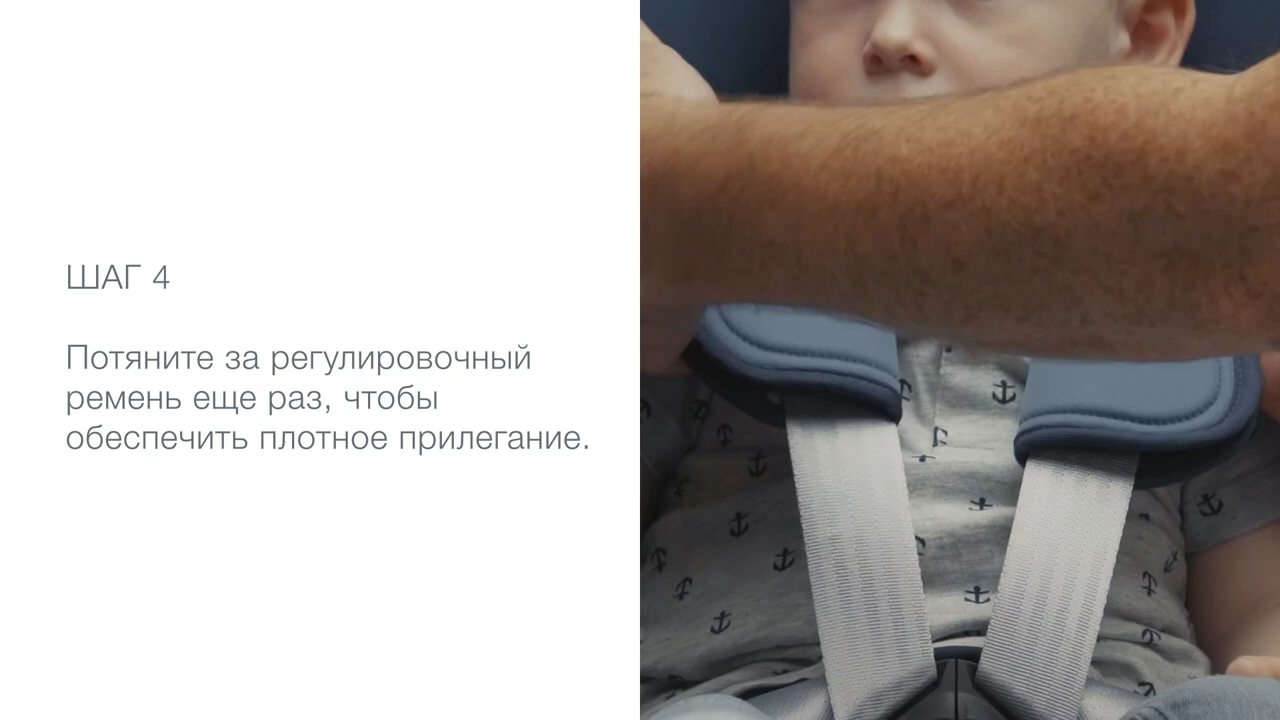 ШАГ 4
Потяните за регулировочный
ремень еще раз, чтобы
обеспечить плотное прилегание.